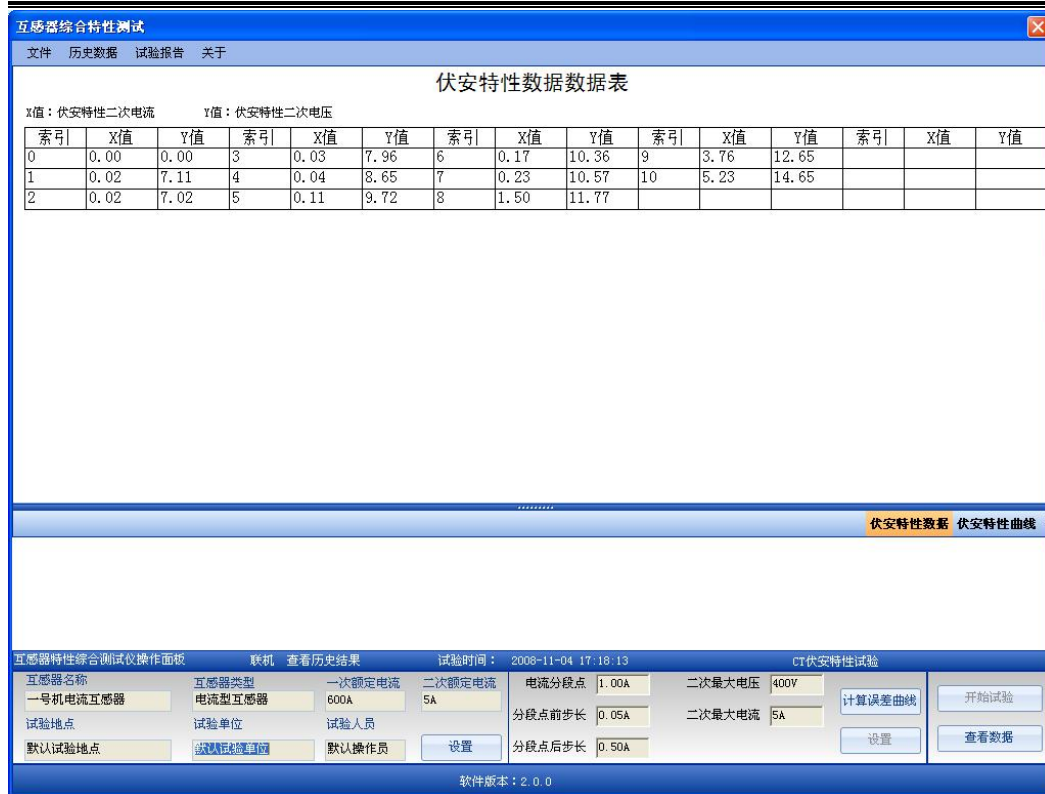 互感器综合特性测试
文件 历史数据 试验报告 关于
伏安特性数据数据表
X值：伏安特性二次电流 Y值：伏安特性二次电压
索引 X值 Y值 索引 X值 Y值 索引 X值 Y值 索引 X值 Y值 索引 X值 Y值
0 0.00 0.00 3 0.03 7.96 6 0.17 10.36 9 3.76 12.65
1 0.02 7.11 4 0.04 8.65 7 0.23 10.57 10 5.23 14.65
2 0.02 7.02 5 0.11 9.72 8 1.50 11.77
伏安特性数据 伏安特性曲线
互感器特性综合测试仪操作面板 联机 查看历史结果 试验时间： 2008-11-04 17:18:13 CT伏安特性试验
互感器名称 互感器类型 一次额定电流 二次额定电流 电流分段点 1.00A 二次最大电压 400V
一号机电流互感器 电流型互感器 600A 5A 计算误差曲线 开始试验
试验地点 试验单位 试验人员 分段点前步长 0.05A 二次最大电流 5A
默认试验地点 默认试验单位 默认操作员 设置 分段点后步长 0.50A 设置 查看数据
软件版本：2.0.0